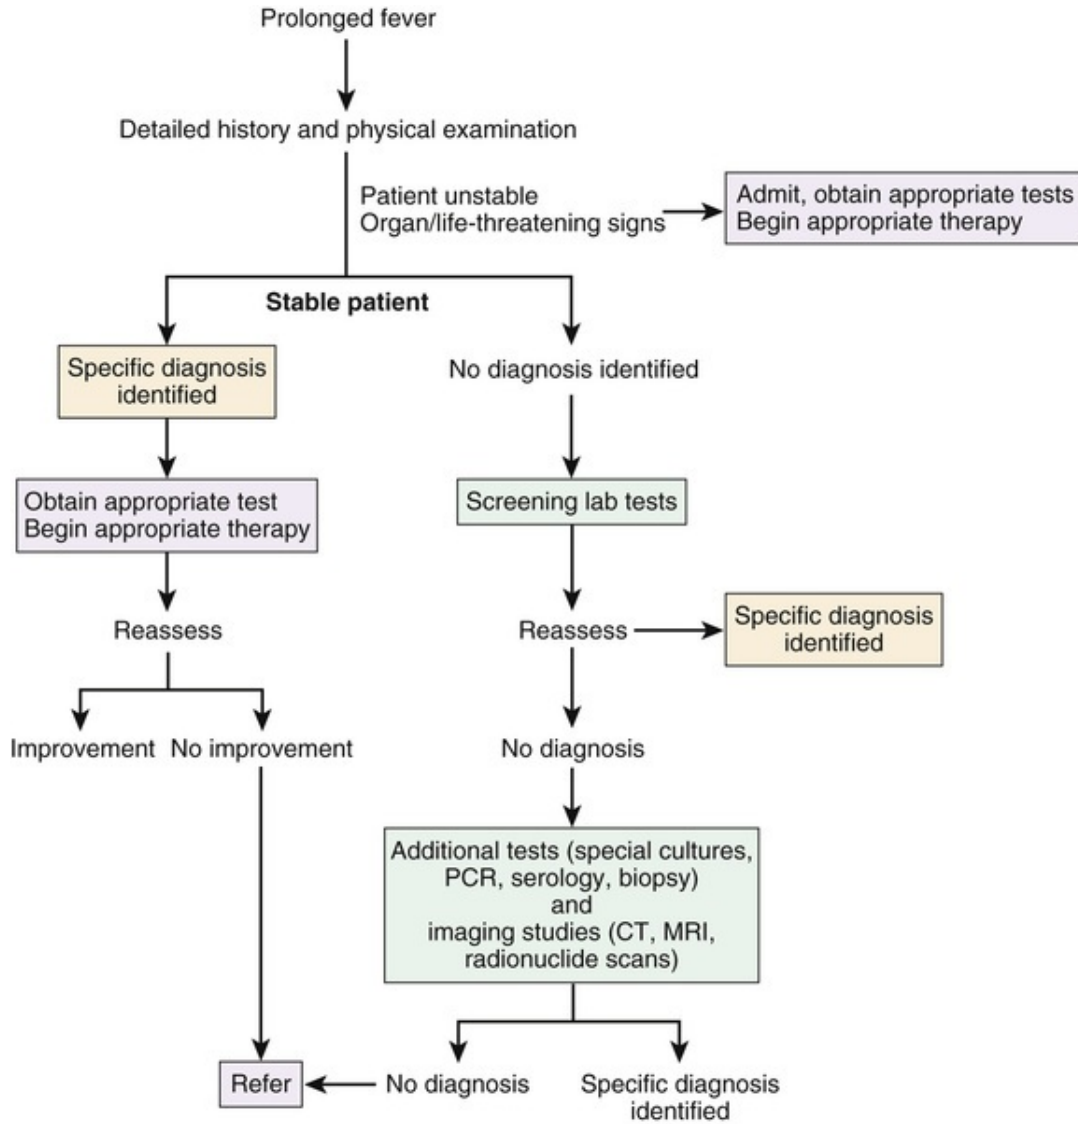 Prolonged fever
Detailed history and physical examination
Patient unstable
Organ/life-threatening signs
Admit, obtain appropriate tests
Begin appropriate therapy
Stable patient
Specific diagnosis
identified
No diagnosis identified
Obtain appropriate test
Begin appropriate therapy
Screening lab tests
Reassess
Reassess
Specific diagnosis
identified
Improvement
No improvement
No diagnosis
Additional tests (special cultures,
PCR, serology, biopsy)
and
imaging studies (CT, MRI,
radionuclide scans)
Refer
No diagnosis
Specific diagnosis
identified